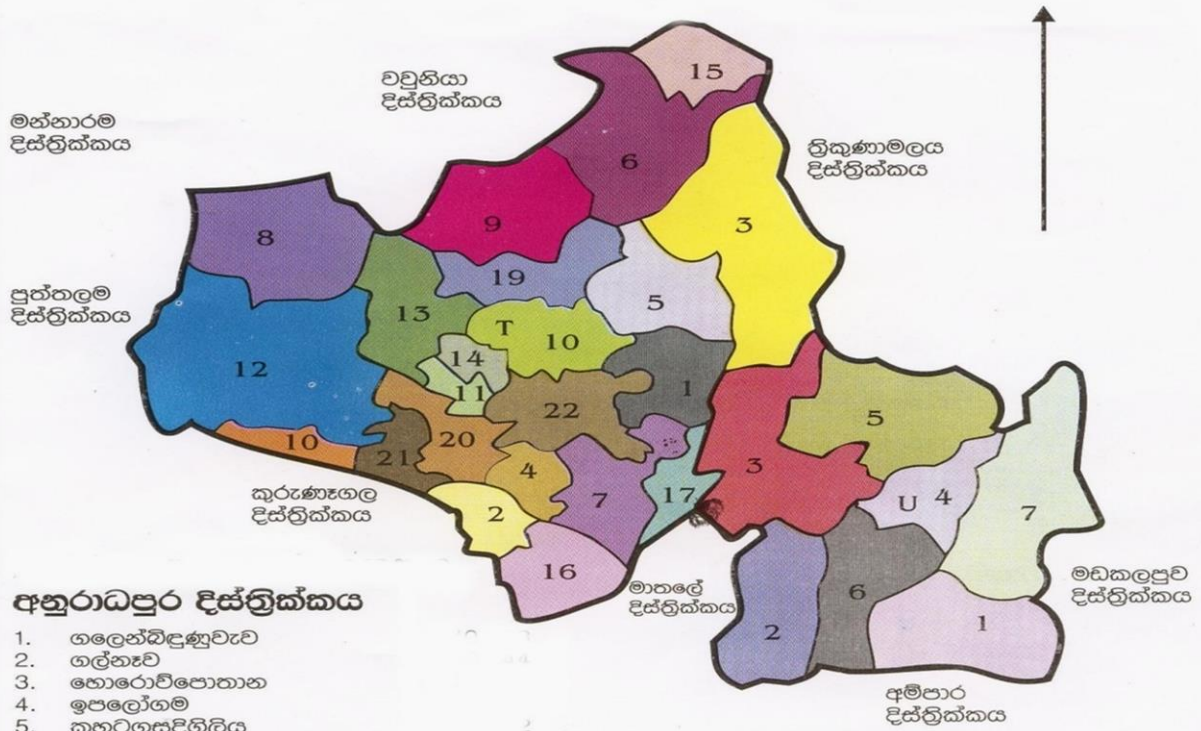 වවුනියා
දිස්ත්‍රික්කය
මන්නාරම
දිස්ත්‍රික්කය
ත්‍රිකුණාමලය
දිස්ත්‍රික්කය
15
6
3
9
8
19
5
පුත්තලම
දිස්ත්‍රික්කය
13
T
10
14
12
11
1
22
5
10
21
20
4
3
7
17
U
4
7
2
කුරුණෑගල
දිස්ත්‍රික්කය
16
මාතලේ
දිස්ත්‍රික්කය
6
2
1
මඩකලපුව
දිස්ත්‍රික්කය
අම්පාර
දිස්ත්‍රික්කය
අනුරාධපුර දිස්ත්‍රික්කය
1. ගලෙන්බිඳුණුවැව
2. ගල්නෑව
3. හොරොව්පොතාන
4. ඉපලෝගම
5. කහටගස්දිගිලිය